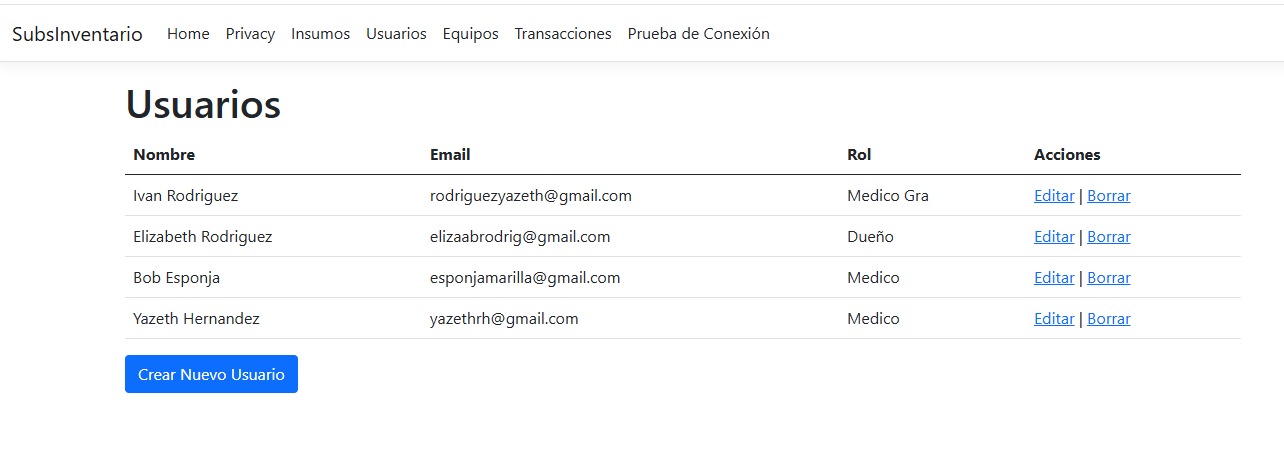 SubsInventario Home Privacy Insumos Usuarios Equipos Transacciones Prueba de Conexión
Usuarios
Nombre Email Rol Acciones
Ivan Rodriguez rodriguezyazeth@gmail.com Medico Gra Editar | Borrar
Elizabeth Rodriguez elizaabrodrig@gmail.com Dueño Editar | Borrar
Bob Esponja esponjamarilla@gmail.com Medico Editar | Borrar
Yazeth Hernandez yazethrh@gmail.com Medico Editar | Borrar
Crear Nuevo Usuario